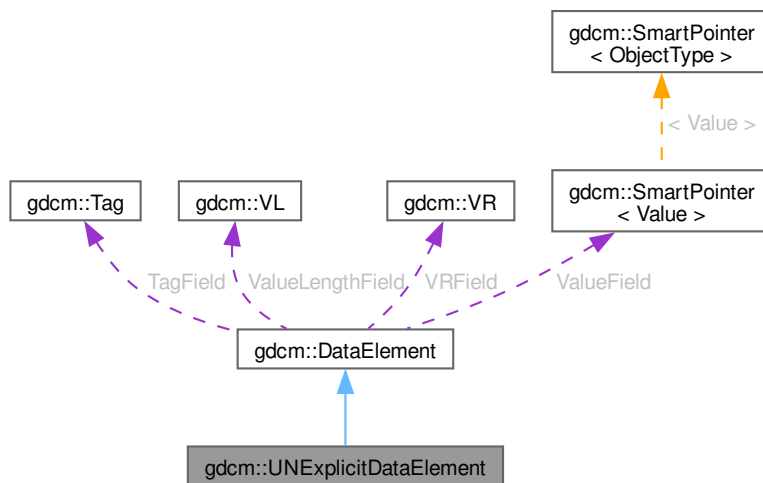 gdcm::SmartPointer
< ObjectType >
< Value >
gdcm::Tag
gdcm::VL
gdcm::VR
gdcm::SmartPointer
< Value >
TagField
ValueLengthField
VRField
ValueField
gdcm::DataElement
gdcm::UNExplicitDataElement